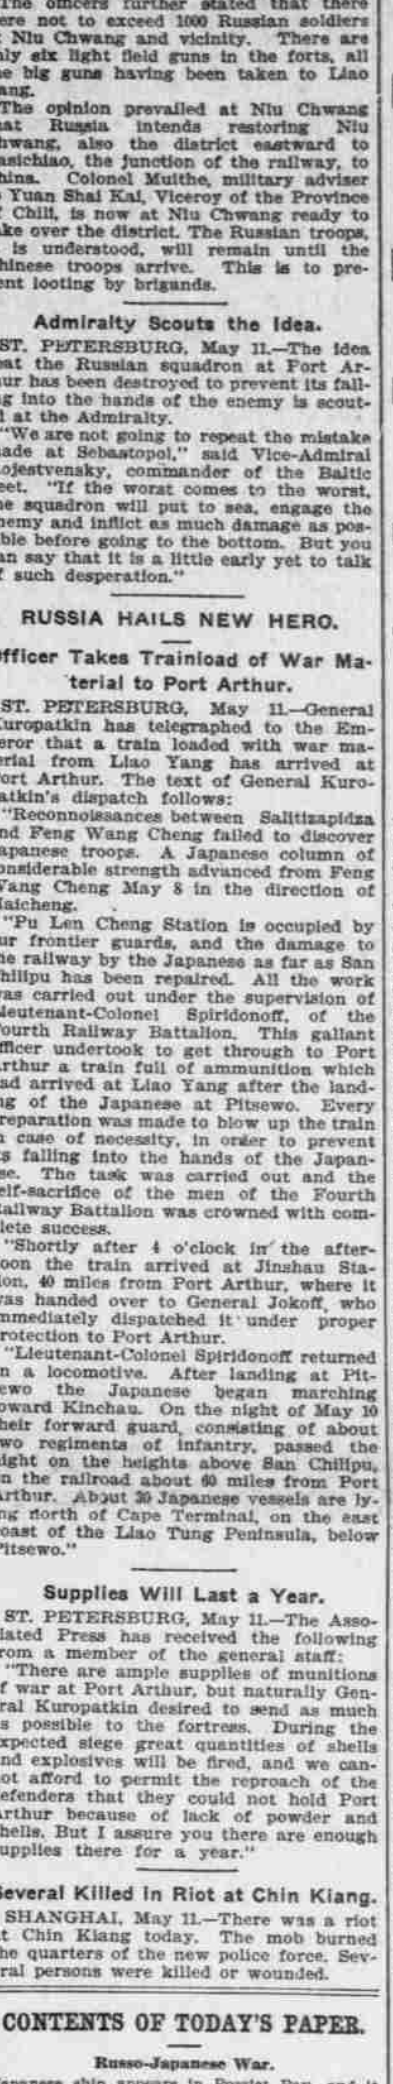 The officers further stated that there
ere not to exceed 1000 Russian soldiers
Niu Chwang and vicinity. There are
nly six light field guns in the forts, all
e big guns having been taken to Liao
ang.
The opinion prevailed at Niu Chwang
at Russia intends restoring Niu
hwang, also the district eastward to
asichiao, the junction of the railway, to
hina. Colonel Muithe, military adviser
Yuan Shai Kai, Viceroy of the Province
f Chili, is now at Niu Chwang ready to
ke over the district. The Russian troops,
is understood, will remain until the
hinese troops arrive. This is to pre-
ent looting by brigands.
Admiralty Scouts the Idea.
ST. PETERSBURG, May 11.—The idea
at the Russian squadron at Port Ar-
ur has been destroyed to prevent its fall-
g into the hands of the enemy is scout-
d at the Admiralty.
"We are not going to repeat the mistake
ade at Sebastopol," said Vice-Admiral
ojestvensky, commander of the Baltic
eet. "If the worst comes to the worst,
e squadron will put to sea, engage the
nemy and inflict as much damage as pos-
ble before going to the bottom. But you
an say that it is a little early yet to talk
f such desperation."
RUSSIA HAILS NEW HERO.
fficer Takes Trainload of War Ma-
terial to Port Arthur.
ST. PETERSBURG, May 11.—General
uropatkin has telegraphed to the Em-
eror that a train loaded with war ma-
erial from Liao Yang has arrived at
ort Arthur. The text of General Kuro-
atkin's dispatch follows:
"Reconnoissances between Salitizapidza
nd Feng Wang Cheng failed to discover
apanese troops. A Japanese column of
onsiderable strength advanced from Feng
Vang Cheng May 8 in the direction of
aicheng.
"Pu Len Cheng Station is occupied by
ur frontier guards, and the damage to
he railway by the Japanese as far as San
hilipu has been repaired. All the work
vas carried out under the supervision of
ieutenant-Colonel Spiridonoff, of the
ourth Railway Battalion. This gallant
fficer undertook to get through to Port
rthur a train full of ammunition which
ad arrived at Liao Yang after the land-
ng of the Japanese at Pitsewo. Every
reparation was made to blow up the train
n case of necessity, in order to prevent
ts falling into the hands of the Japan-
se. The task was carried out and the
elf-sacrifice of the men of the Fourth
ailway Battalion was crowned with com-
lete success.
"Shortly after 4 o'clock in the after-
oon the train arrived at Jinshau Sta-
ion, 40 miles from Port Arthur, where it
vas handed over to General Jokoff, who
mmediately dispatched it under proper
rotection to Port Arthur.
"Lieutenant-Colonel Spiridonoff returned
n a locomotive. After landing at Pit-
ewo the Japanese began marching
oward Kinchau. On the night of May 10
heir forward guard, consisting of about
wo regiments of infantry, passed the
ight on the heights above San Chilipu,
n the railroad about 60 miles from Port
rthur. About 30 Japanese vessels are ly-
ng north of Cape Terminal, on the east
oast of the Liao Tung Peninsula, below
Pitsewo."
Supplies Will Last a Year.
ST. PETERSBURG, May 11.—The Asso-
iated Press has received the following
rom a member of the general staff:
"There are ample supplies of munitions
f war at Port Arthur, but naturally Gen-
ral Kuropatkin desired to send as much
s possible to the fortress. During the
xpected siege great quantities of shells
nd explosives will be fired, and we can-
ot afford to permit the reproach of the
efenders that they could not hold Port
rthur because of lack of powder and
hells. But I assure you there are enough
upplies there for a year."
Several Killed in Riot at Chin Kiang.
SHANGHAI, May 11.—There was a riot
t Chin Kiang today. The mob burned
he quarters of the new police force. Sev-
ral persons were killed or wounded.
CONTENTS OF TODAY'S PAPER.
Russo-Japanese War.